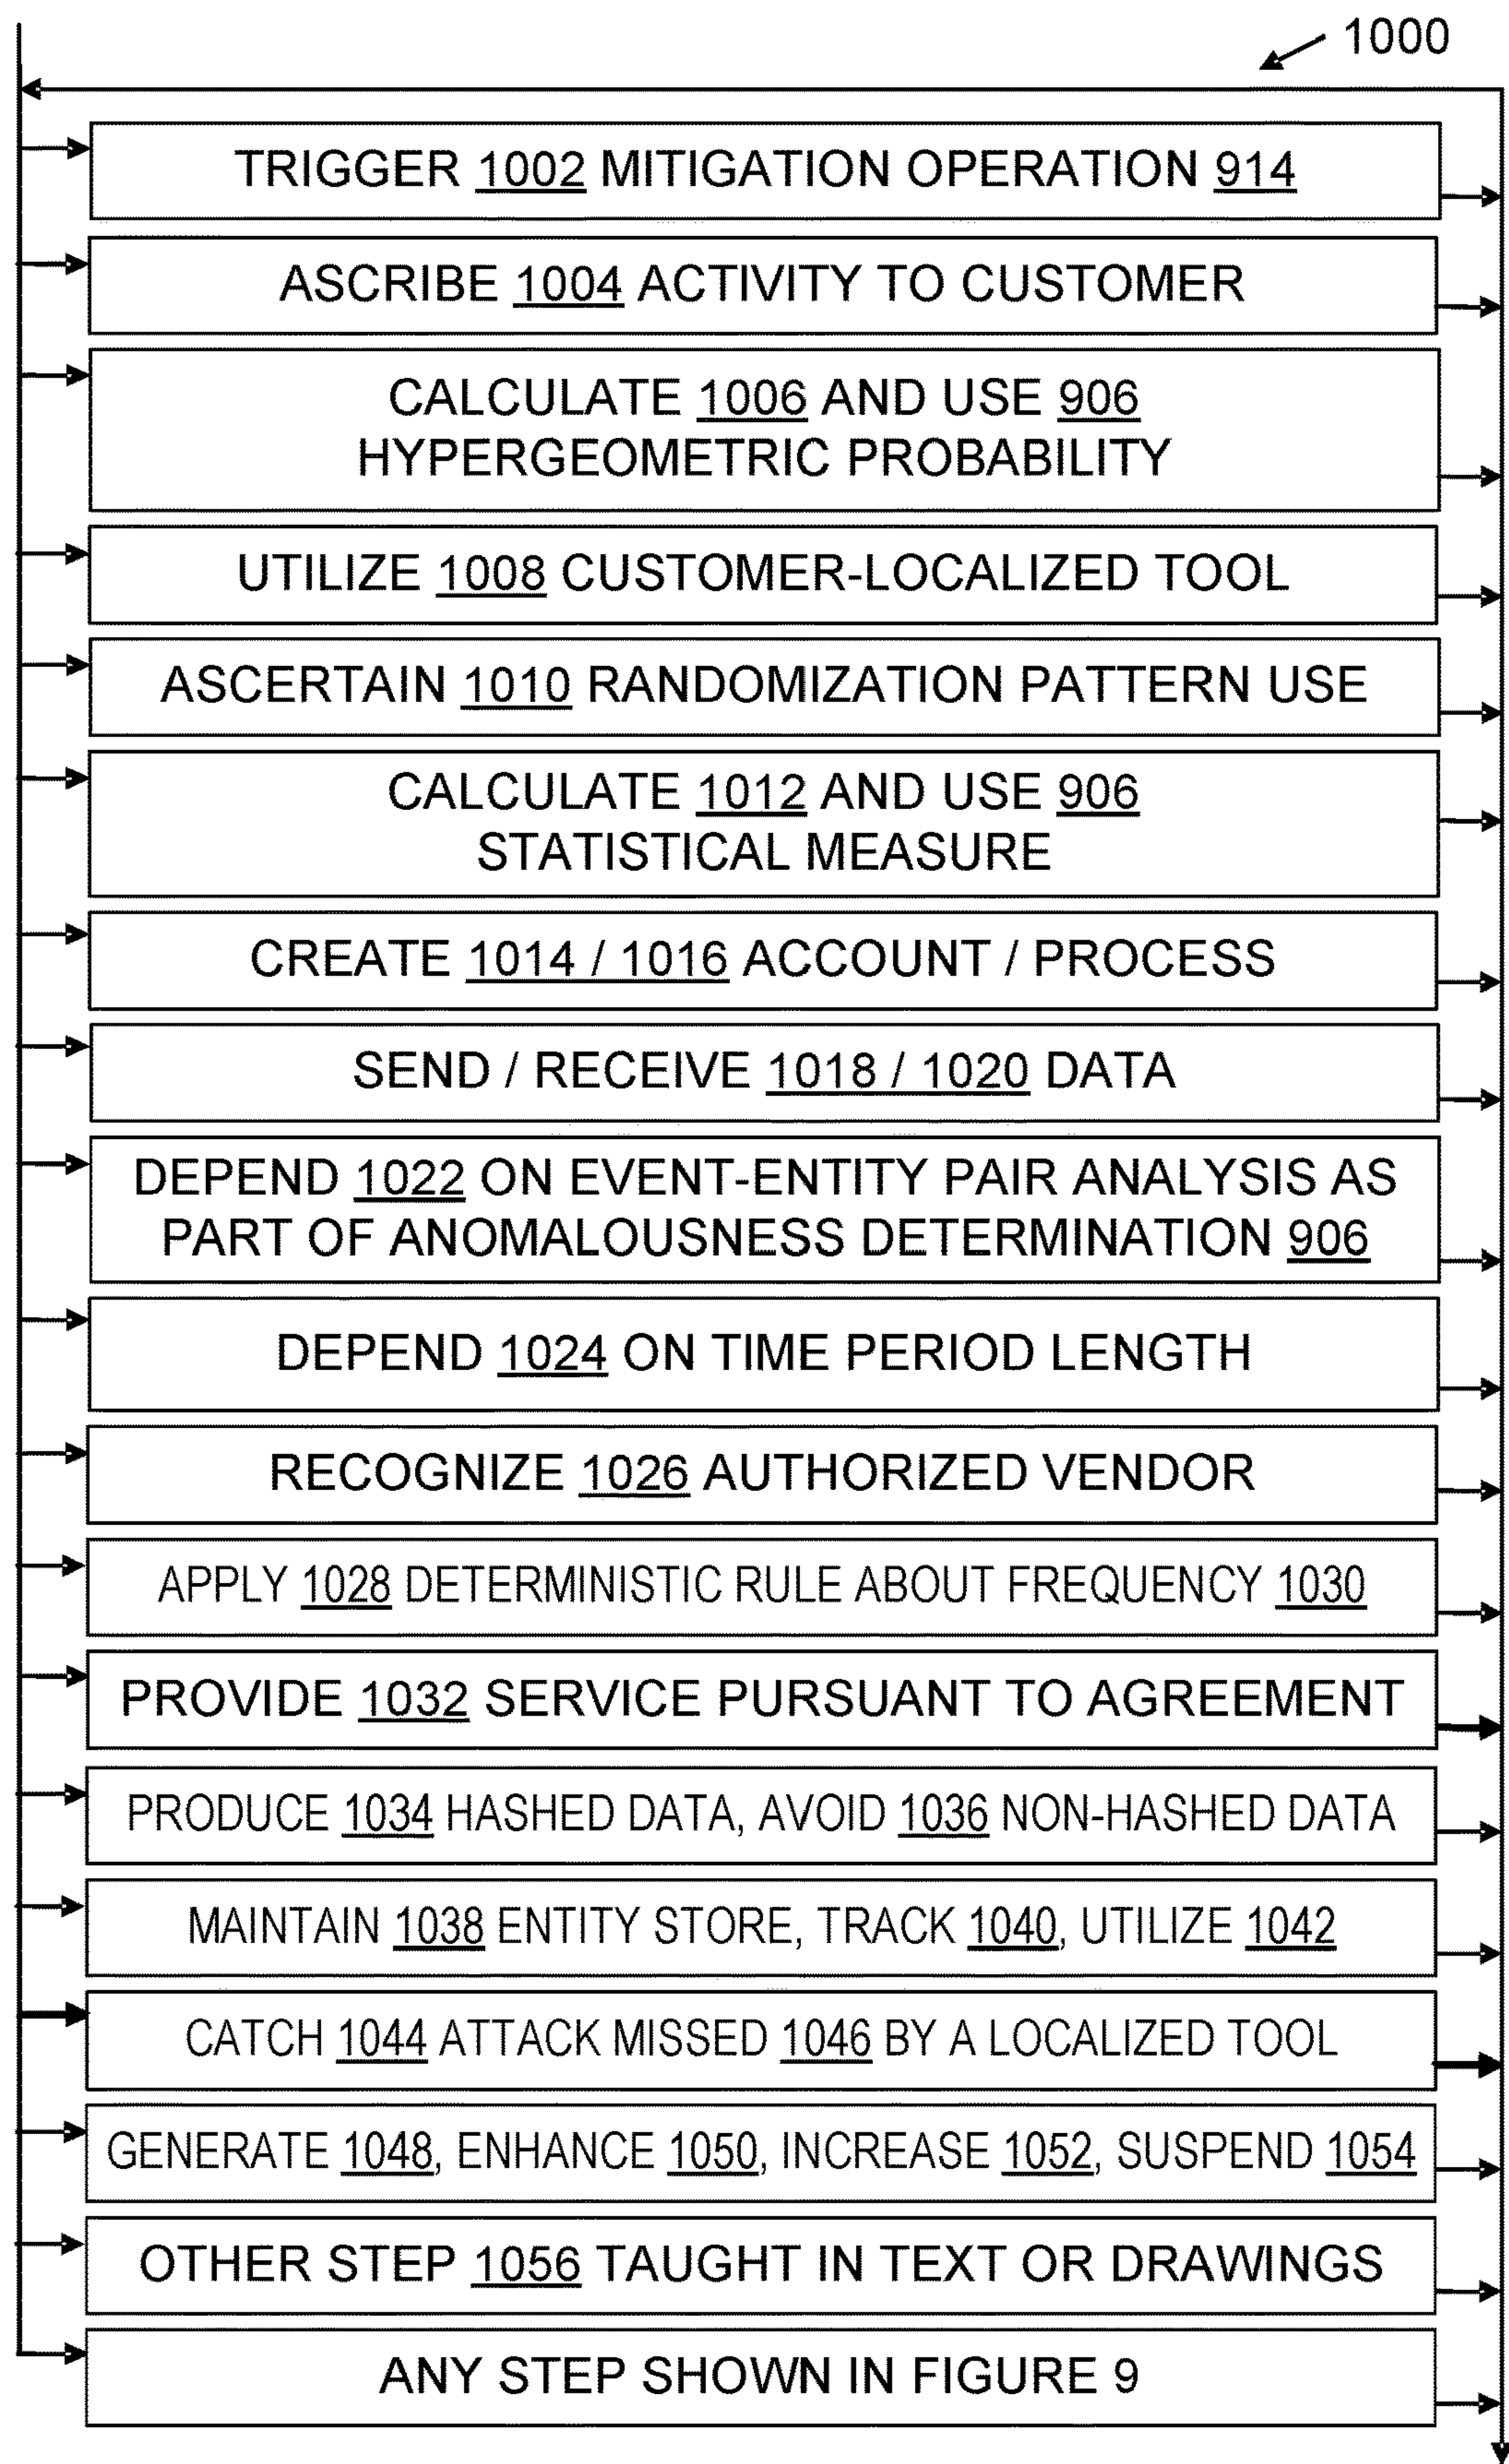 1000
TRIGGER 1002 MITIGATION OPERATION 914
ASCRIBE 1004 ACTIVITY TO CUSTOMER
CALCULATE 1006 AND USE 906
HYPERGEOMETRIC PROBABILITY
UTILIZE 1008 CUSTOMER-LOCALIZED TOOL
ASCERTAIN 1010 RANDOMIZATION PATTERN USE
CALCULATE 1012 AND USE 906
STATISTICAL MEASURE
CREATE 1014 / 1016 ACCOUNT / PROCESS
SEND / RECEIVE 1018 / 1020 DATA
DEPEND 1022 ON EVENT-ENTITY PAIR ANALYSIS AS
PART OF ANOMALOUSNESS DETERMINATION 906
DEPEND 1024 ON TIME PERIOD LENGTH
RECOGNIZE 1026 AUTHORIZED VENDOR
APPLY 1028 DETERMINISTIC RULE ABOUT FREQUENCY 1030
PROVIDE 1032 SERVICE PURSUANT TO AGREEMENT
PRODUCE 1034 HASHED DATA, AVOID 1036 NON-HASHED DATA
MAINTAIN 1038 ENTITY STORE, TRACK 1040, UTILIZE 1042
CATCH 1044 ATTACK MISSED 1046 BY A LOCALIZED TOOL
GENERATE 1048, ENHANCE 1050, INCREASE 1052, SUSPEND 1054
OTHER STEP 1056 TAUGHT IN TEXT OR DRAWINGS
ANY STEP SHOWN IN FIGURE 9